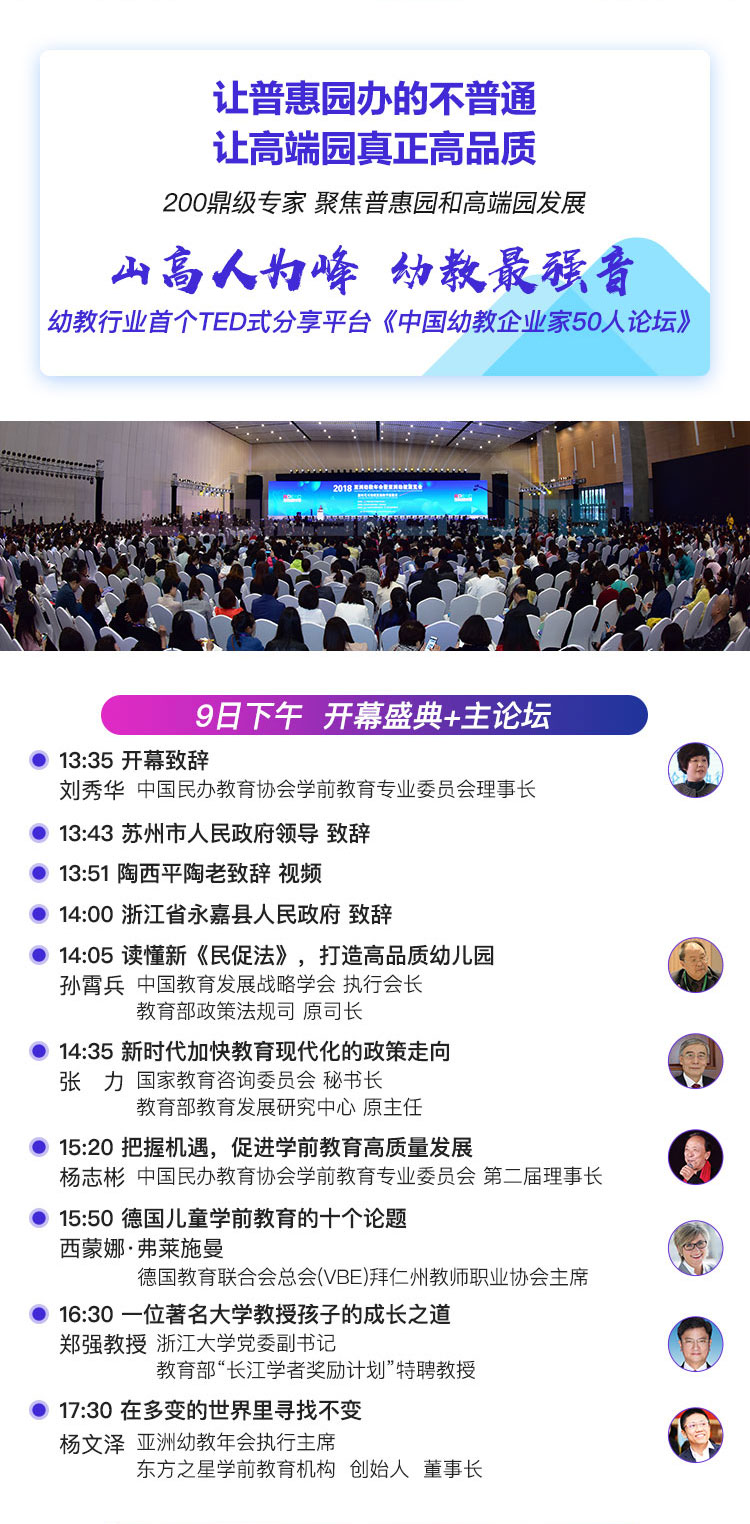 让普惠园办的不普通
让高端园真正高品质
200鼎级专家 聚焦普惠园和高端园发展
山高人为峰 幼教最强音
幼教行业首个TED式分享平台《中国幼教企业家50人论坛》
2018亚洲幼教年会暨亚洲幼教展览会
9日下午 开幕盛典+主论坛
13:35 开幕致辞
刘秀华 中国民办教育协会学前教育专业委员会理事长
13:43 苏州市人民政府领导 致辞
13:51 陶西平陶老致辞 视频
14:00 浙江省永嘉县人民政府 致辞
14:05 读懂新《民促法》，打造高品质幼儿园
孙霄兵 中国教育发展战略学会 执行会长
教育部政策法规司 原司长
14:35 新时代加快教育现代化的政策走向
张 力 国家教育咨询委员会 秘书长
教育部教育发展研究中心 原主任
15:20 把握机遇，促进学前教育高质量发展
杨志彬 中国民办教育协会学前教育专业委员会 第二届理事长
15:50 德国儿童学前教育的十个论题
西蒙娜·弗莱施曼
德国教育联合会总会(VBE)拜仁州教师职业协会主席
16:30 一位著名大学教授孩子的成长之道
郑强教授 浙江大学党委副书记
教育部“长江学者奖励计划”特聘教授
17:30 在多变的世界里寻找不变
杨文泽 亚洲幼教年会执行主席
东方之星学前教育机构 创始人 董事长